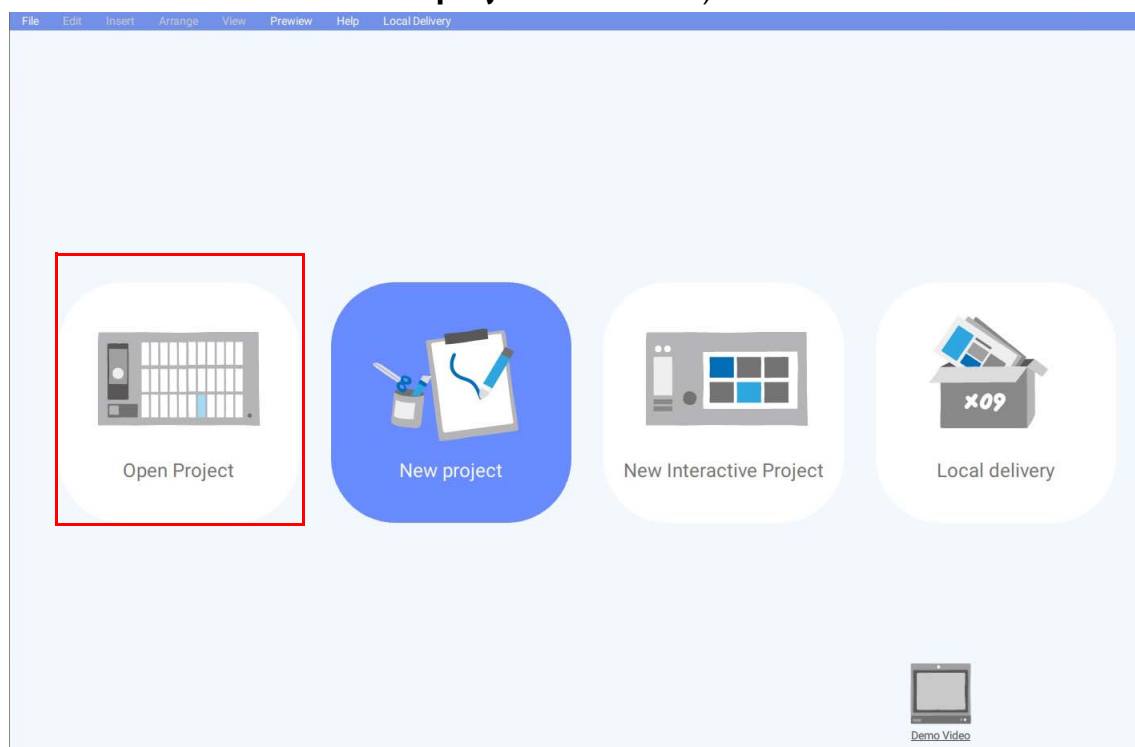 File Edit Insert Arrange View Prewiew Help Local Delivery
Open Project
New project
New Interactive Project
Local delivery
X09
Demo Video